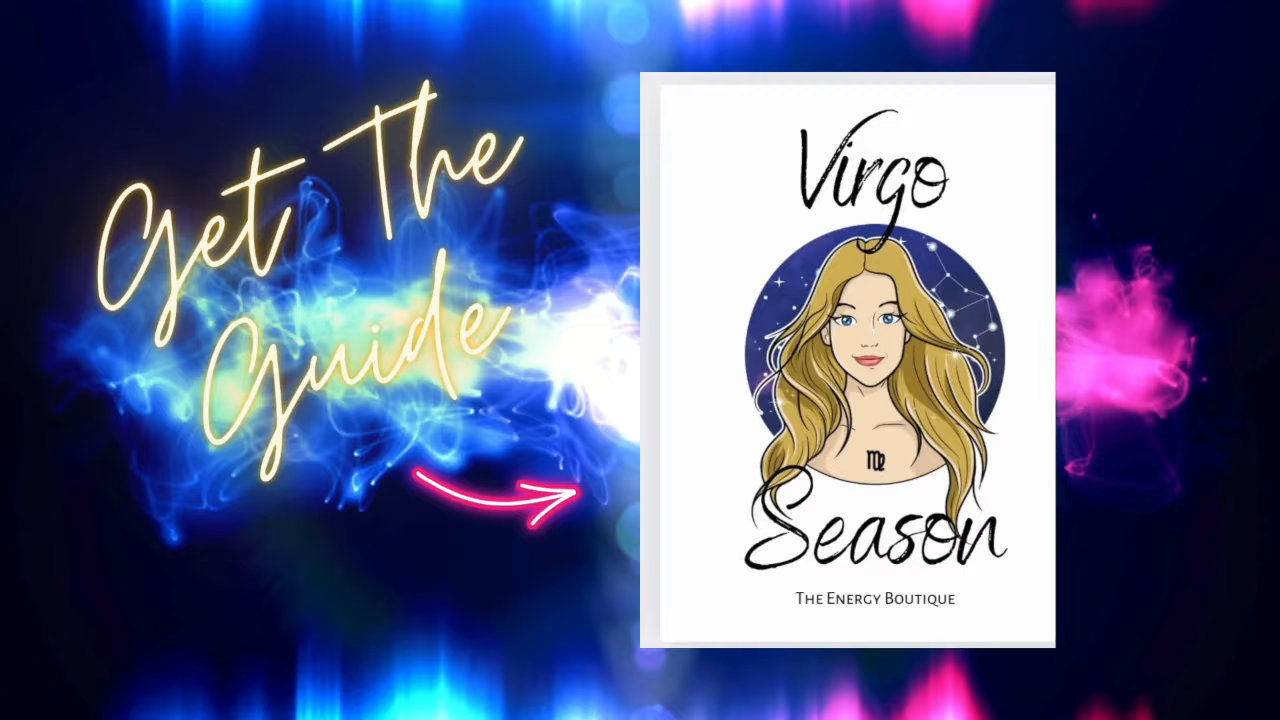 Get The
Guide
Virgo
♍
Season
The Energy Boutique